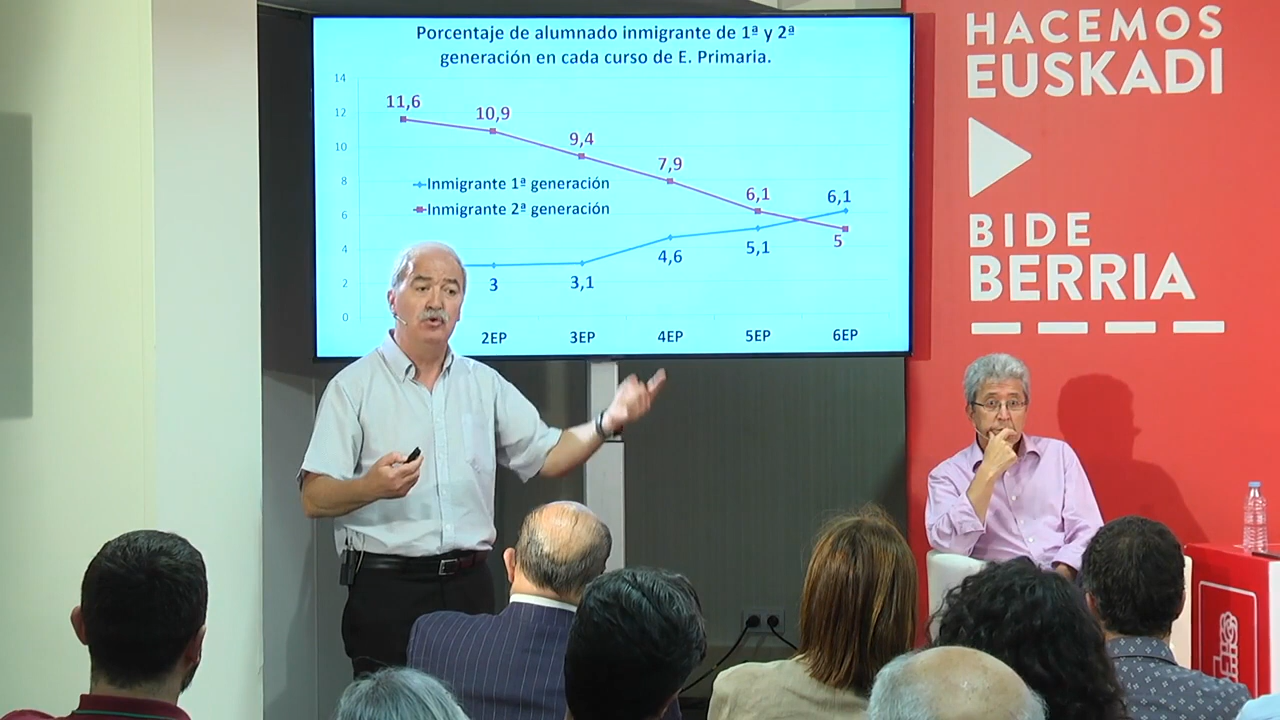 Porcentaje de alumnado inmigrante de 1ª y 2ª
generación en cada curso de E. Primaria.
14
12
10
8
6
4
2
0
11,6
10,9
9,4
7,9
6,1
5
Inmigrante 1ª generación
Inmigrante 2ª generación
3
3,1
4,6
5,1
6,1
2EP
3EP
4EP
5EP
6EP
HACEMOS
EUSKADI
BIDE
BERRIA